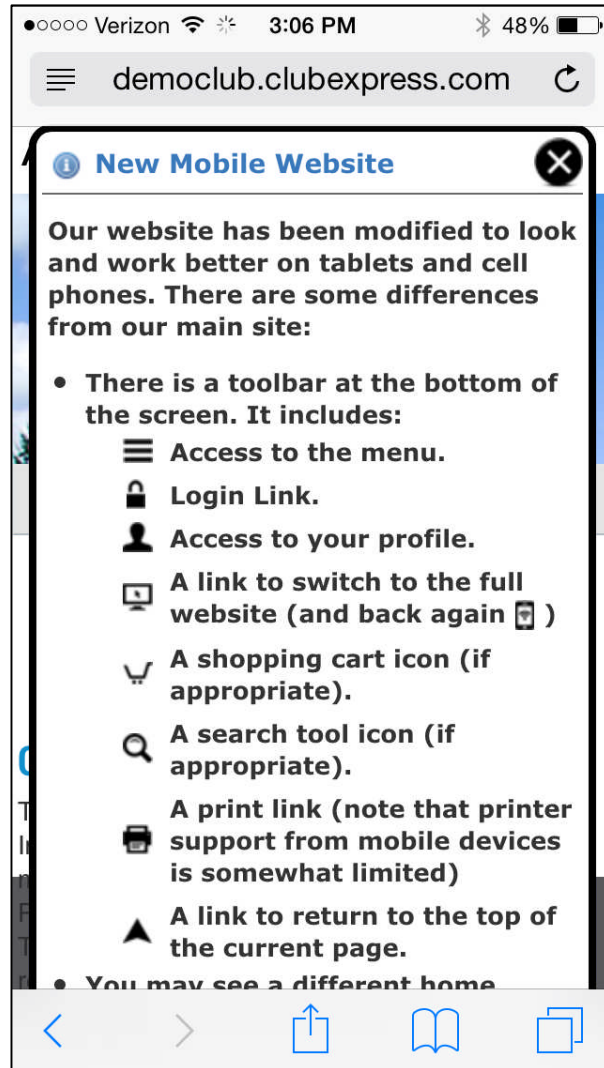 Verizon 3:06 PM 48%
democlub.clubexpress.com
New Mobile Website
Our website has been modified to look
and work better on tablets and cell
phones. There are some differences
from our main site:
• There is a toolbar at the bottom of
the screen. It includes:
Access to the menu.
Login Link.
Access to your profile.
A link to switch to the full
website (and back again )
A shopping cart icon (if
appropriate).
A search tool icon (if
appropriate).
A print link (note that printer
support from mobile devices
is somewhat limited)
A link to return to the top of
the current page.
• You may see a different home